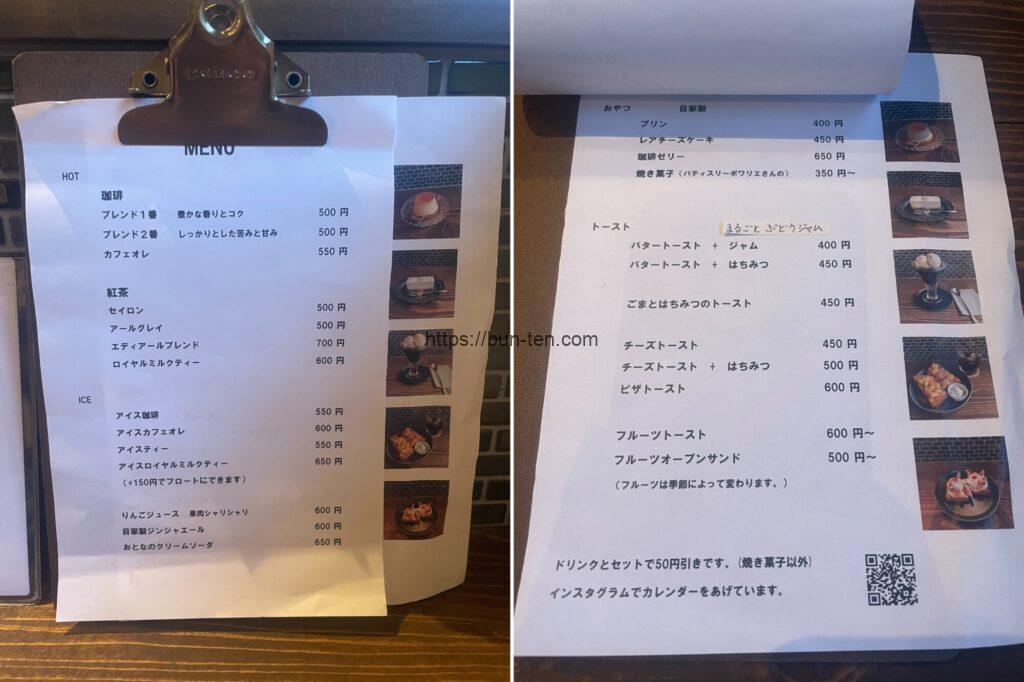 MENU
HOT
珈琲
ブレンド1番 豊かな香りとコク 500 円
ブレンド2番 しっかりとした苦みと甘み 500 円
カフェオレ 550 円
紅茶
セイロン 500 円
アールグレイ 500 円
エディアールブレンド 700 円
ロイヤルミルクティー 600 円
ICE
アイス珈琲 550 円
アイスカフェオレ 600 円
アイスティー 550 円
アイスロイヤルミルクティー 650 円
（+150円でフロートにできます）
りんごジュース 果肉シャリシャリ 600 円
自家製ジンジャエール 600 円
おとなのクリームソーダ 650 円
おやつ 自家製
プリン 400 円
レアチーズケーキ 450 円
珈琲ゼリー 650 円
焼き菓子（パティスリーポワリエさんの） 350 円～
トースト まるごと ぶどうジャム
バタートースト + ジャム 400 円
バタートースト + はちみつ 450 円
ごまとはちみつのトースト 450 円
チーズトースト 450 円
チーズトースト + はちみつ 500 円
ピザトースト 600 円
フルーツトースト 600 円～
フルーツオープンサンド 500 円～
（フルーツは季節によって変わります。）
ドリンクとセットで50円引きです。（焼き菓子以外）
インスタグラムでカレンダーをあげています。
https://bun-ten.com